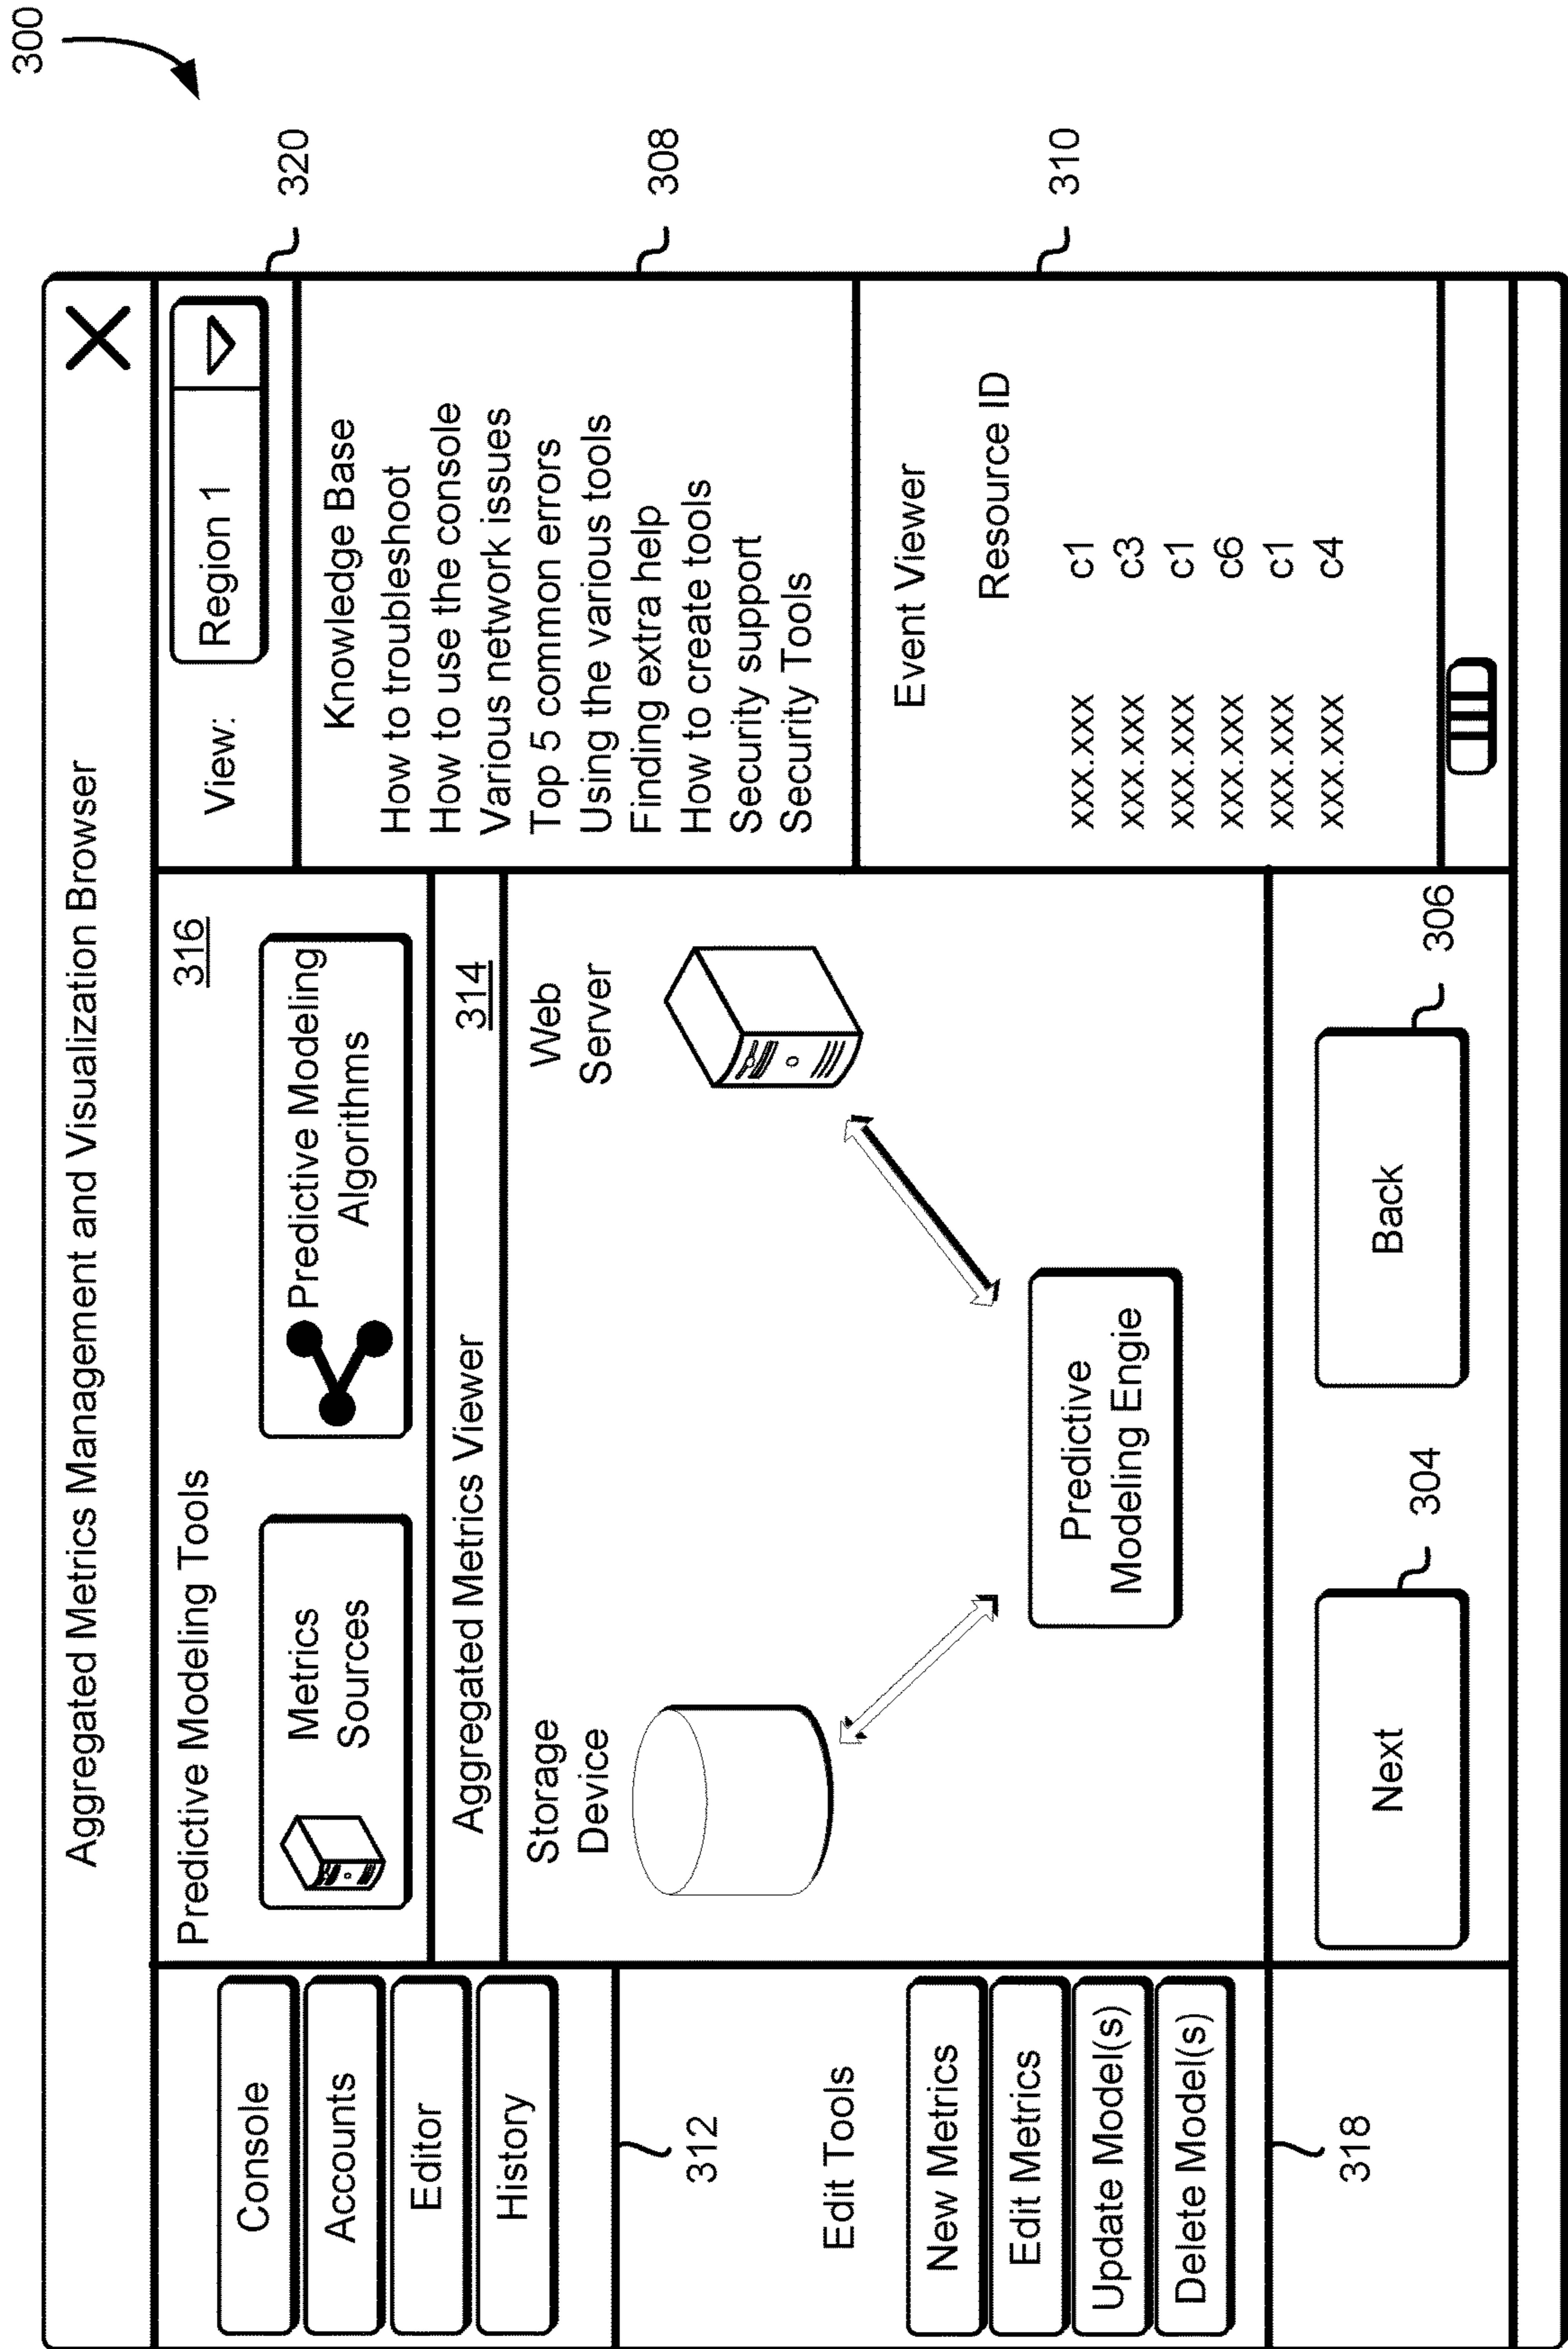 300
Aggregated Metrics Management and Visualization Browser
Console
Accounts
Editor
History
312
Edit Tools
New Metrics
Edit Metrics
Update Model(s)
Delete Model(s)
318
Predictive Modeling Tools
316
Metrics
Sources
Predictive Modeling
Algorithms
Aggregated Metrics Viewer
314
Storage
Device
Web
Server
Predictive
Modeling Engie
Next
304
Back
306
View:
Region 1
320
Knowledge Base
How to troubleshoot
How to use the console
Various network issues
Top 5 common errors
Using the various tools
Finding extra help
How to create tools
Security support
Security Tools
308
Event Viewer
Resource ID
xxx.xxx c1
xxx.xxx c3
xxx.xxx c1
xxx.xxx c6
xxx.xxx c1
xxx.xxx c4
310